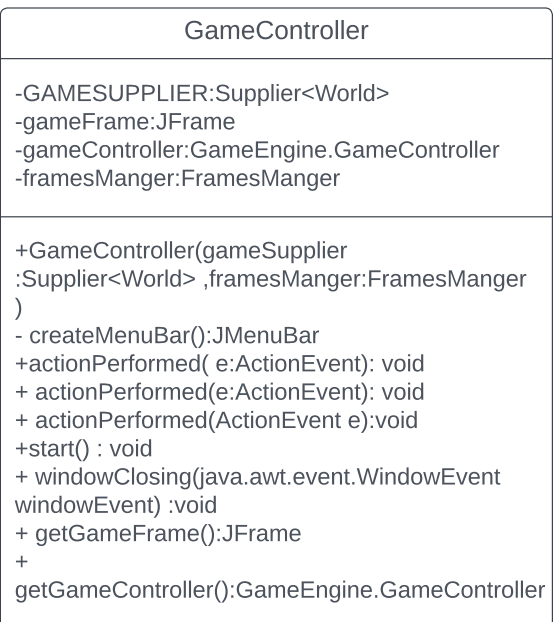 GameController
-GAMESUPPLIER:Supplier<World>
-gameFrame:JFrame
-gameController:GameEngine.GameController
-framesManger:FramesManger
+GameController(gameSupplier
:Supplier<World> ,framesManger:FramesManger
)
- createMenuBar():JMenuBar
+actionPerformed( e:ActionEvent): void
+ actionPerformed(e:ActionEvent): void
+ actionPerformed(ActionEvent e):void
+start() : void
+ windowClosing(java.awt.event.WindowEvent
windowEvent) :void
+ getGameFrame():JFrame
+
getGameController():GameEngine.GameController